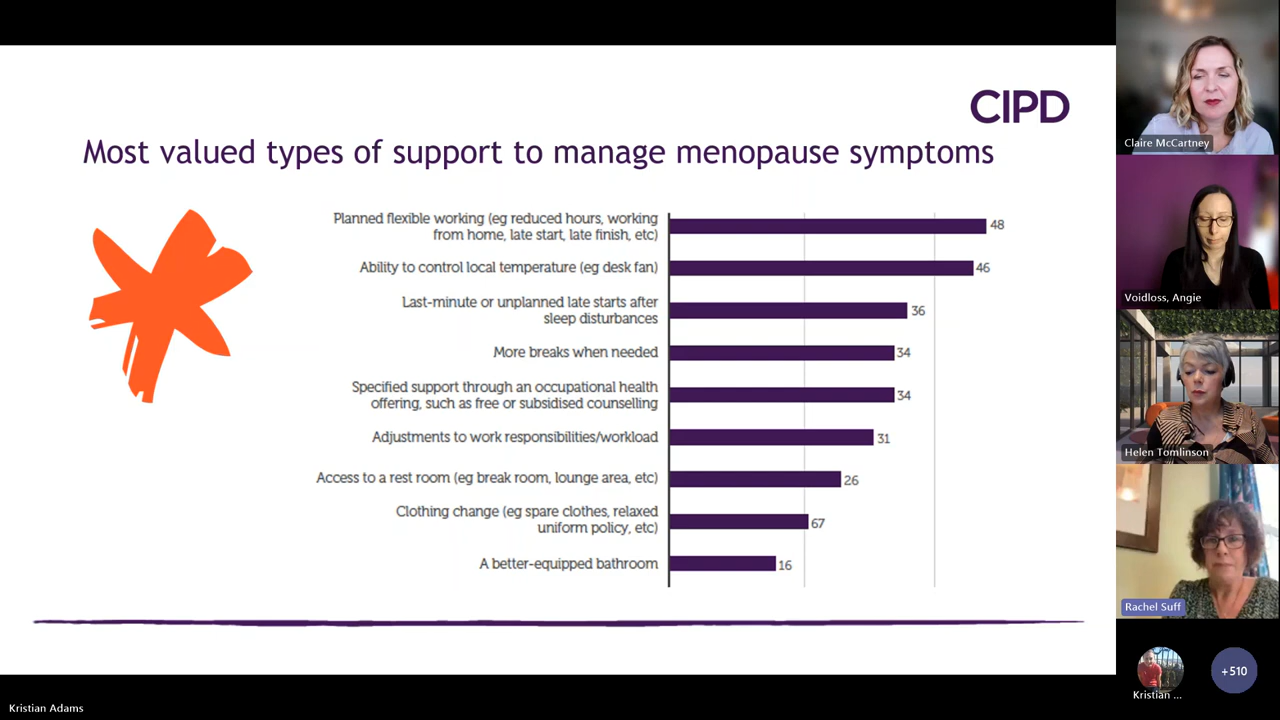 CIPD
Most valued types of support to manage menopause symptoms
Planned flexible working (eg reduced hours, working
from home, late start, late finish, etc)
48
Ability to control local temperature (eg desk fan)
46
Last-minute or unplanned late starts after
sleep disturbances
36
More breaks when needed
34
Specified support through an occupational health
offering, such as free or subsidised counselling
34
Adjustments to work responsibilities/workload
31
Access to a rest room (eg break room, lounge area, etc)
26
Clothing change (eg spare clothes, relaxed
uniform policy, etc)
67
A better-equipped bathroom
16
Claire McCartney
Voidloss, Angie
Helen Tomlinson
Rachel Suff
Kristian ...
+510
Kristian Adams